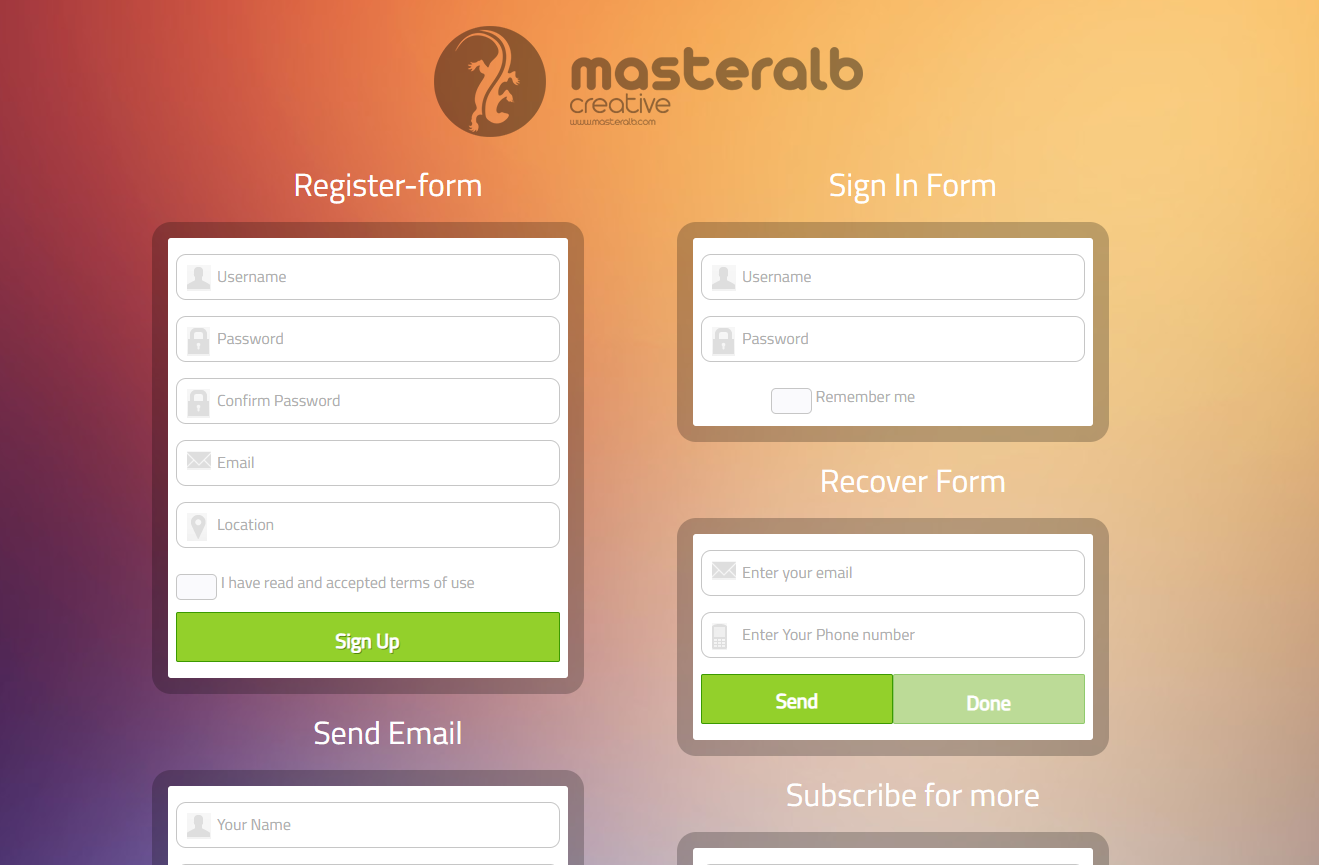 masteralb
creative
www.masteralb.com
Register-form
Username
Password
Confirm Password
Email
Location
I have read and accepted terms of use
Sign Up
Send Email
Your Name
Sign In Form
Username
Password
Remember me
Recover Form
Enter your email
Enter Your Phone number
Send
Done
Subscribe for more